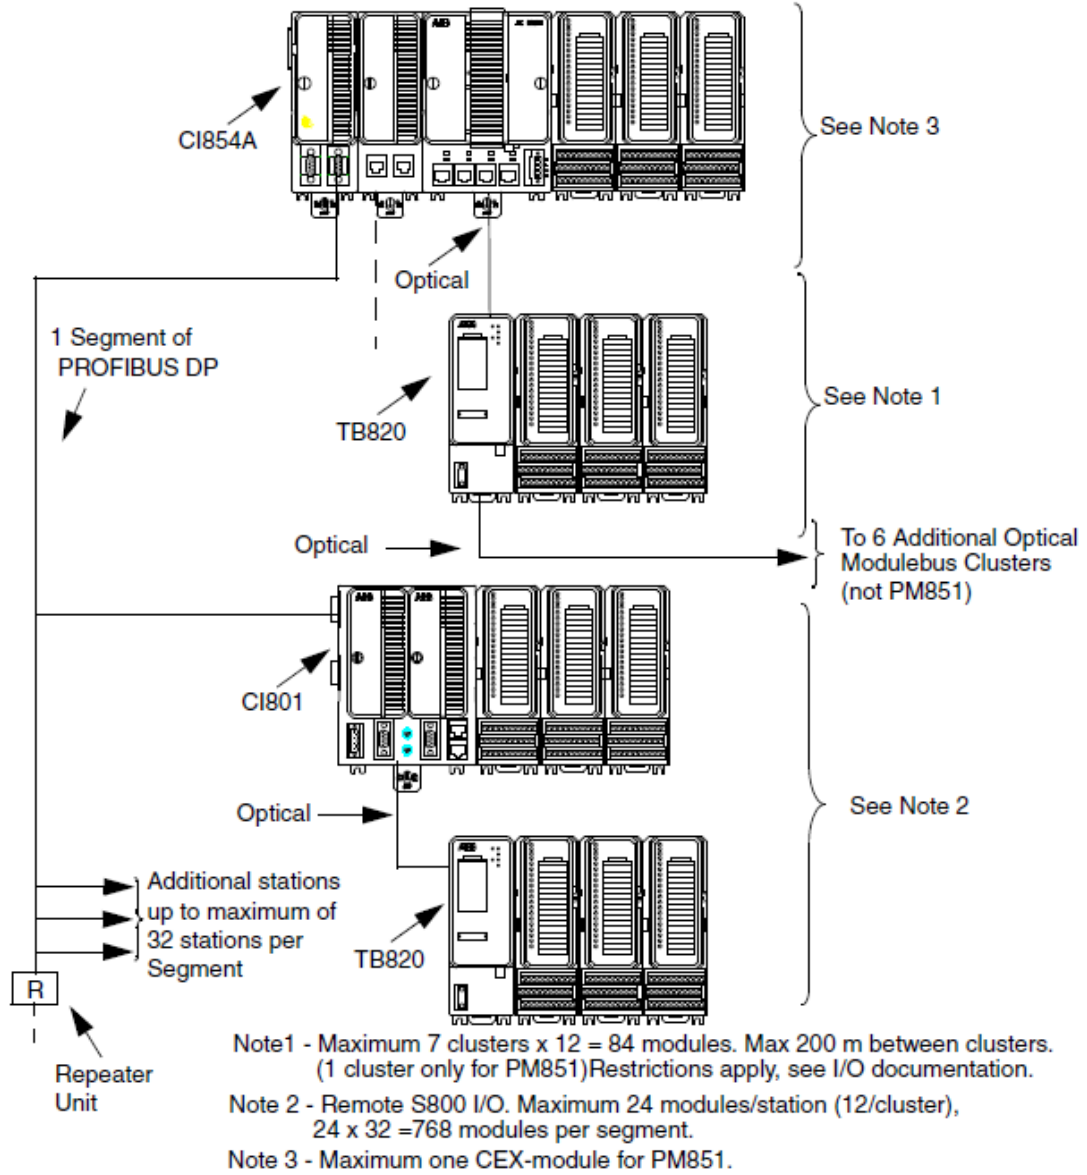 CI854A
See Note 3
Optical
1 Segment of
PROFIBUS DP
TB820
See Note 1
Optical
To 6 Additional Optical
Modulebus Clusters
(not PM851)
CI801
Optical
See Note 2
Additional stations
up to maximum of
32 stations per
Segment
TB820
R
Repeater
Unit
Note1 - Maximum 7 clusters x 12 = 84 modules. Max 200 m between clusters.
(1 cluster only for PM851)Restrictions apply, see I/O documentation.
Note 2 - Remote S800 I/O. Maximum 24 modules/station (12/cluster),
24 x 32 =768 modules per segment.
Note 3 - Maximum one CEX-module for PM851.